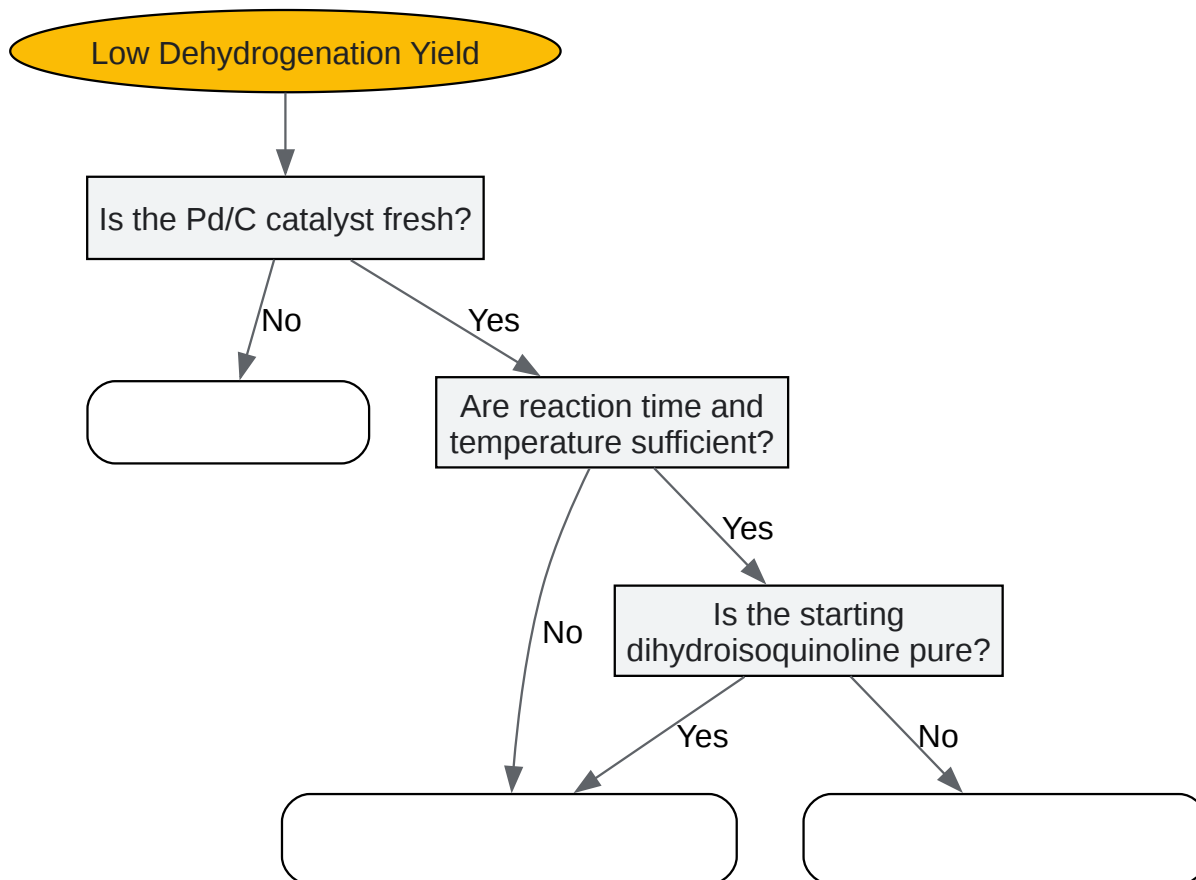 Low Dehydrogenation Yield
Is the Pd/C catalyst fresh?
No
Yes
Are reaction time and
temperature sufficient?
Yes
Is the starting
dihydroisoquinoline pure?
No
Yes
No